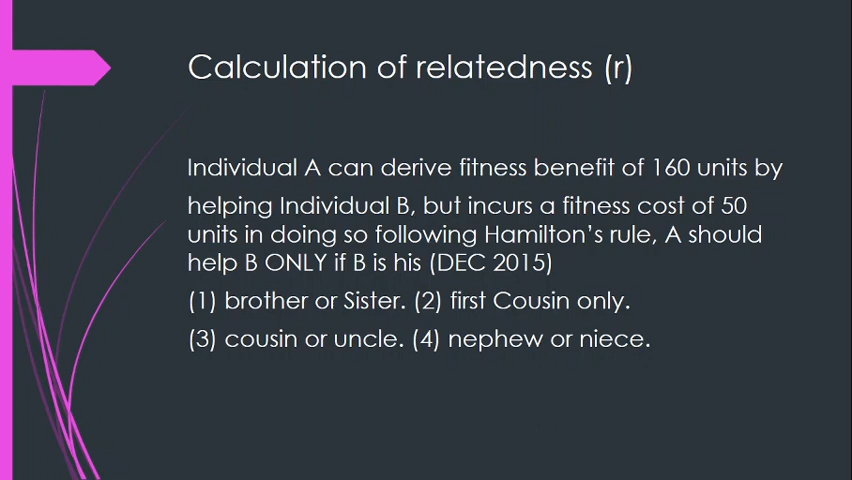 Calculation of relatedness (r)
Individual A can derive fitness benefit of 160 units by
helping Individual B, but incurs a fitness cost of 50
units in doing so following Hamilton’s rule, A should
help B ONLY if B is his (DEC 2015)
(1) brother or Sister. (2) first Cousin only.
(3) cousin or uncle. (4) nephew or niece.